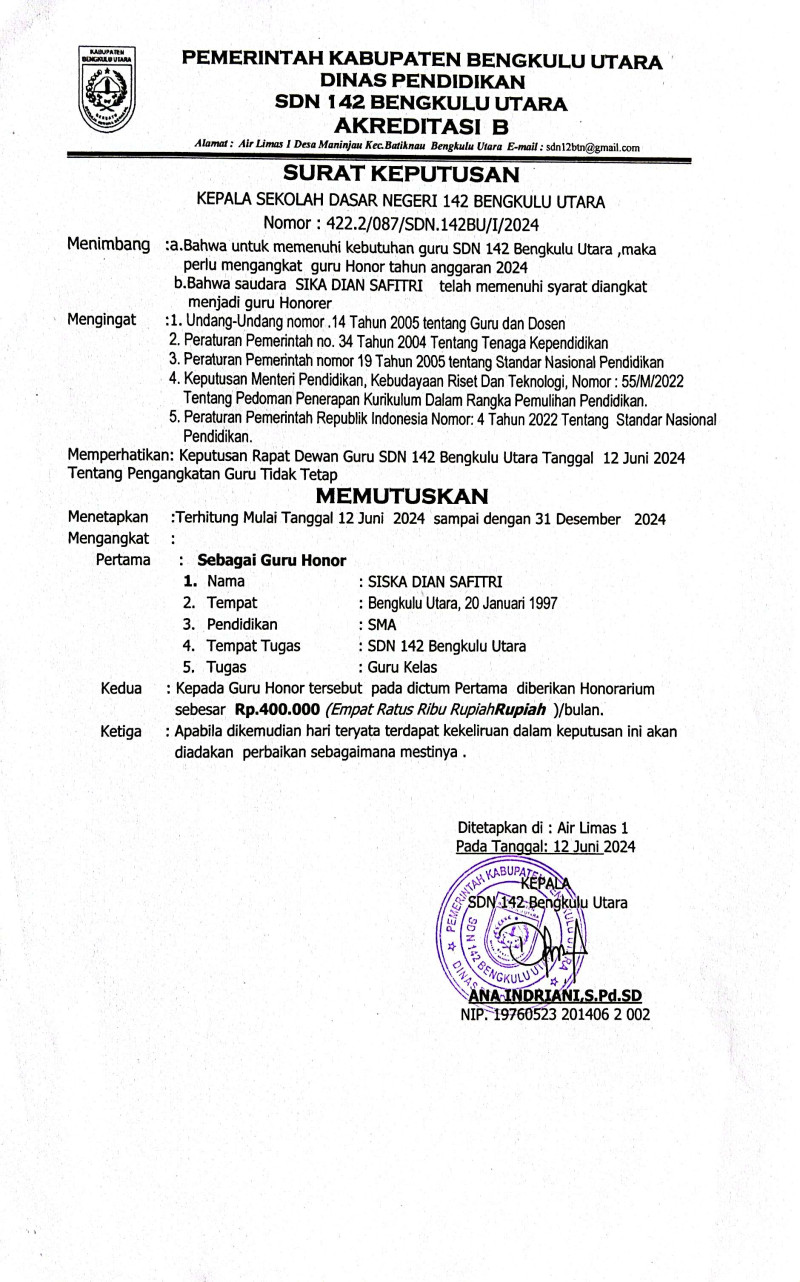 KABUPATEN
BENGKULU UTARA
PEMERINTAH KABUPATEN BENGKULU UTARA
DINAS PENDIDIKAN
SDN 142 BENGKULU UTARA
AKREDITASI B
Alamat : Air Limas I Desa Maninjau Kec.Batiknau Bengkulu Utara E-mail : sdn12btn@gmail.com
SURAT KEPUTUSAN
KEPALA SEKOLAH DASAR NEGERI 142 BENGKULU UTARA
Nomor : 422.2/087/SDN.142BU/I/2024
Menimbang :a.Bahwa untuk memenuhi kebutuhan guru SDN 142 Bengkulu Utara ,maka
perlu mengangkat guru Honor tahun anggaran 2024
b.Bahwa saudara SIKA DIAN SAFITRI telah memenuhi syarat diangkat
menjadi guru Honorer
Mengingat :1. Undang-Undang nomor .14 Tahun 2005 tentang Guru dan Dosen
2. Peraturan Pemerintah no. 34 Tahun 2004 Tentang Tenaga Kependidikan
3. Peraturan Pemerintah nomor 19 Tahun 2005 tentang Standar Nasional Pendidikan
4. Keputusan Menteri Pendidikan, Kebudayaan Riset Dan Teknologi, Nomor : 55/M/2022
Tentang Pedoman Penerapan Kurikulum Dalam Rangka Pemulihan Pendidikan.
5. Peraturan Pemerintah Republik Indonesia Nomor: 4 Tahun 2022 Tentang Standar Nasional
Pendidikan.
Memperhatikan: Keputusan Rapat Dewan Guru SDN 142 Bengkulu Utara Tanggal 12 Juni 2024
Tentang Pengangkatan Guru Tidak Tetap
MEMUTUSKAN
Menetapkan :Terhitung Mulai Tanggal 12 Juni 2024 sampai dengan 31 Desember 2024
Mengangkat :
Pertama : Sebagai Guru Honor
1. Nama : SISKA DIAN SAFITRI
2. Tempat : Bengkulu Utara, 20 Januari 1997
3. Pendidikan : SMA
4. Tempat Tugas : SDN 142 Bengkulu Utara
5. Tugas : Guru Kelas
Kedua : Kepada Guru Honor tersebut pada dictum Pertama diberikan Honorarium
sebesar Rp.400.000 (Empat Ratus Ribu RupiahRupiah )/bulan.
Ketiga : Apabila dikemudian hari teryata terdapat kekeliruan dalam keputusan ini akan
diadakan perbaikan sebagaimana mestinya .
Ditetapkan di : Air Limas 1
Pada Tanggal: 12 Juni 2024
KEPALA
SDN 142 Bengkulu Utara
PEMERINTAH KABUPATEN BENGKULU UTARA
SDN 142 BENGKULU UTARA
DINAS
ANA INDRIANI,S.Pd.SD
NIP. 19760523 201406 2 002